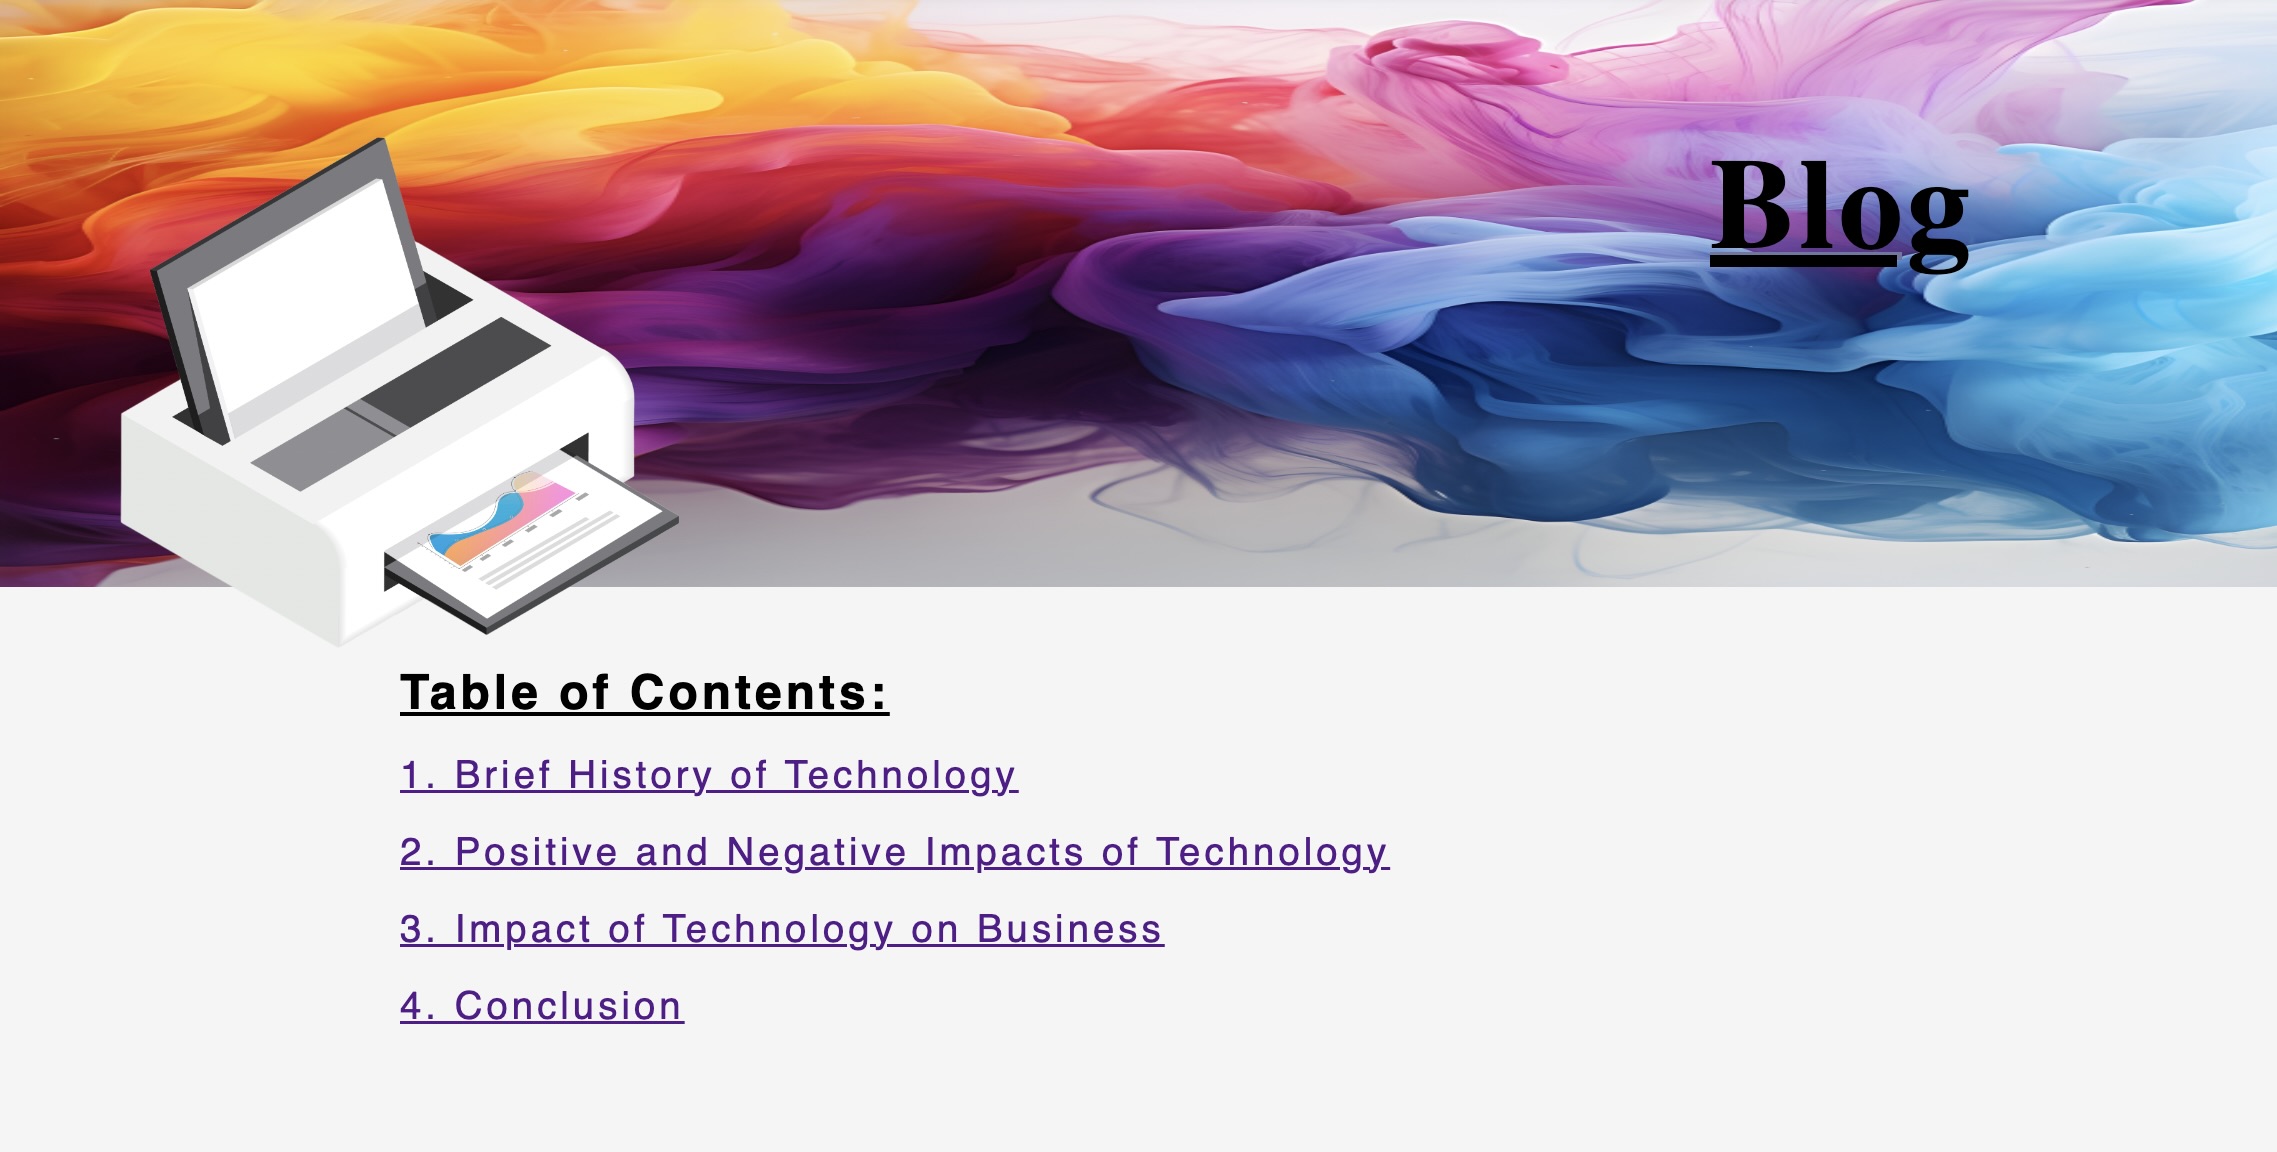 Blog
Table of Contents:
1. Brief History of Technology
2. Positive and Negative Impacts of Technology
3. Impact of Technology on Business
4. Conclusion